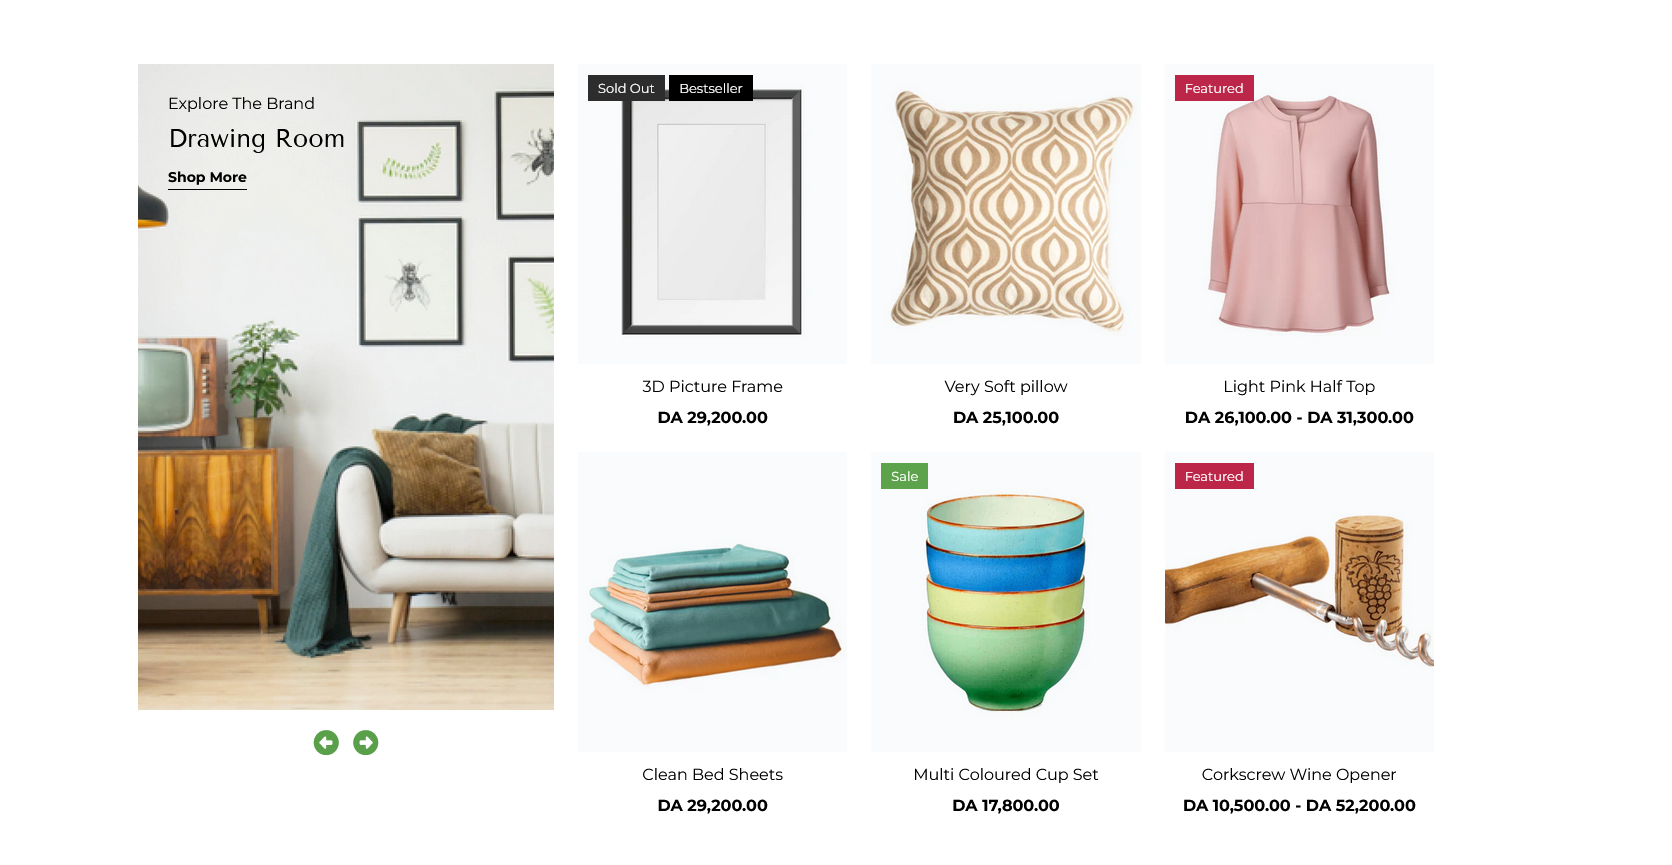 Explore The Brand
Drawing Room
Shop More
Sold Out
Bestseller
3D Picture Frame
DA 29,200.00
Very Soft pillow
DA 25,100.00
Featured
Light Pink Half Top
DA 26,100.00 - DA 31,300.00
Clean Bed Sheets
DA 29,200.00
Sale
Multi Coloured Cup Set
DA 17,800.00
Featured
Corkscrew Wine Opener
DA 10,500.00 - DA 52,200.00